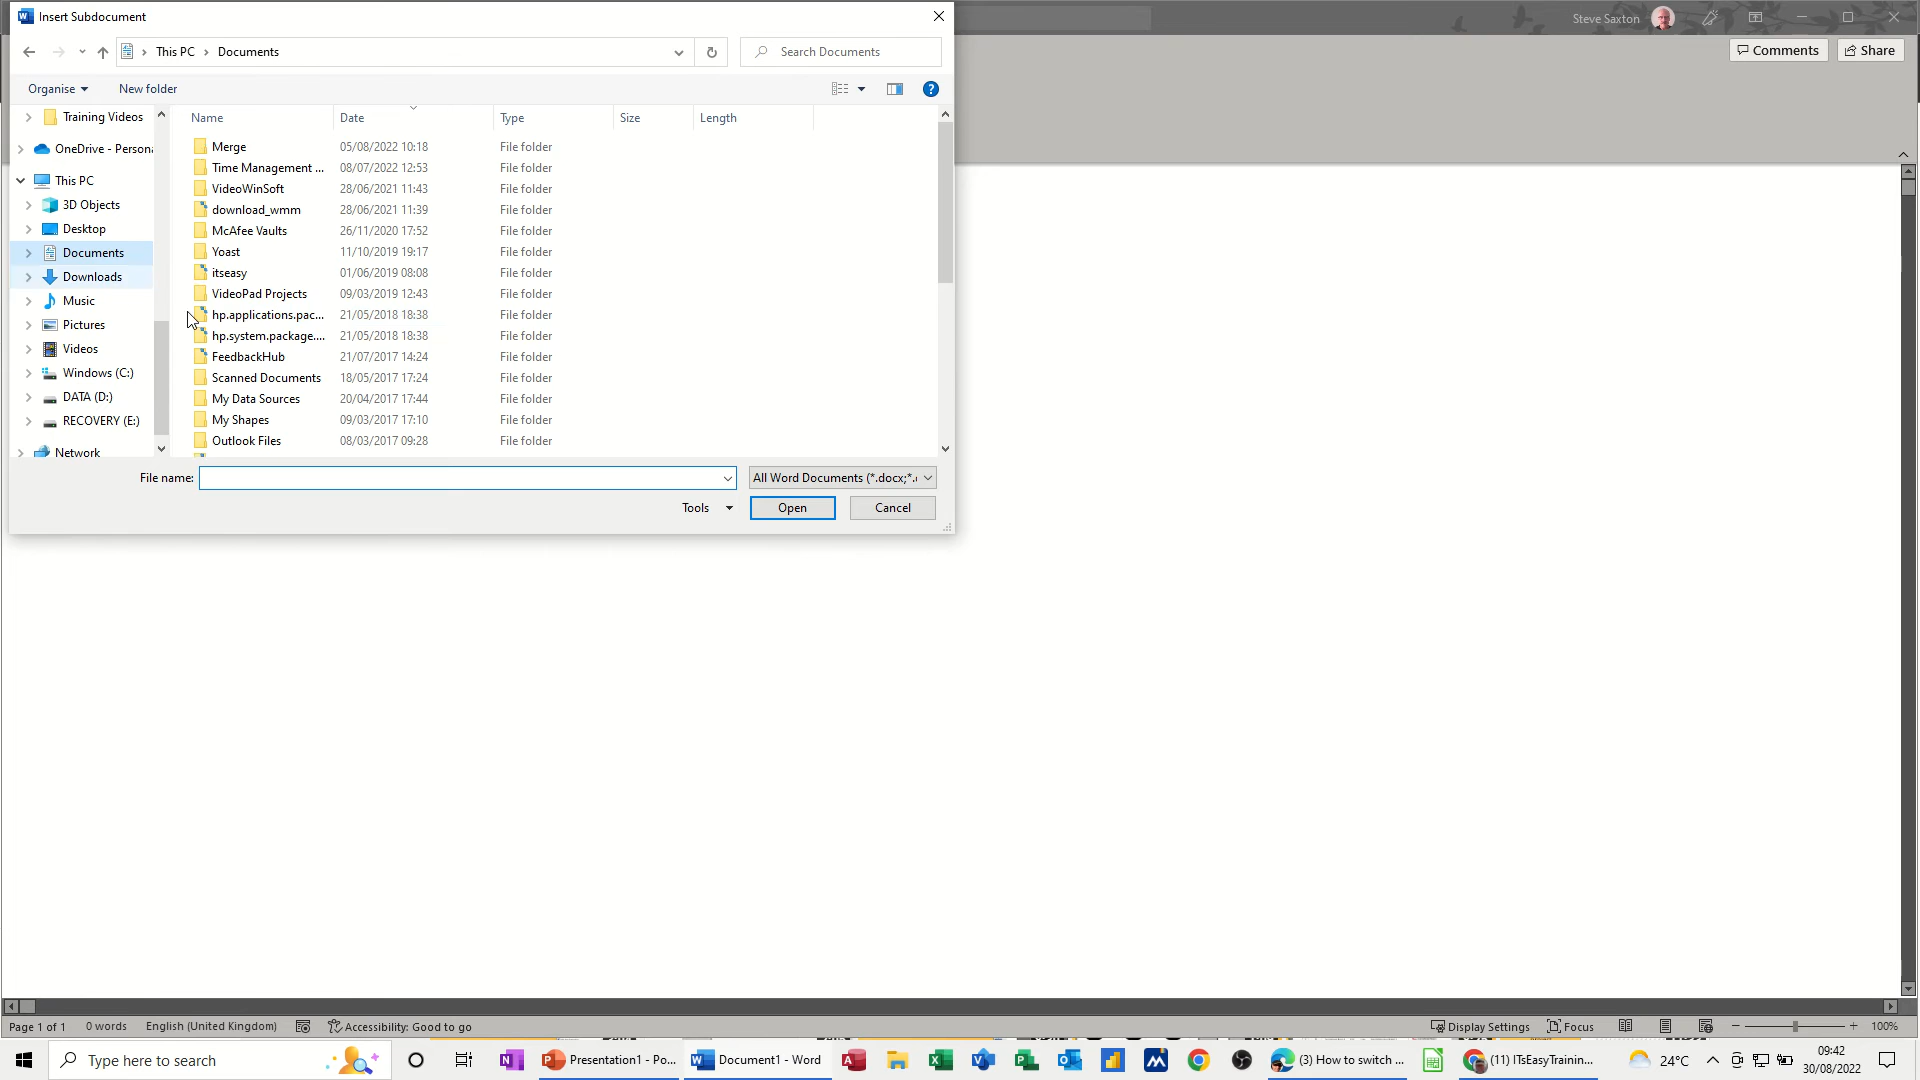 Insert Subdocument
Steve Saxton
This PC > Documents
Search Documents
Comments
Share
Organise
New folder
Name Date Type Size Length
Training Videos
OneDrive - Persona
This PC
3D Objects
Desktop
Documents
Downloads
Music
Pictures
Videos
Windows (C:)
DATA (D:)
RECOVERY (E:)
Network
Merge 05/08/2022 10:18 File folder
Time Management ... 08/07/2022 12:53 File folder
VideoWinSoft 28/06/2021 11:43 File folder
download_wmm 28/06/2021 11:39 File folder
McAfee Vaults 26/11/2020 17:52 File folder
Yoast 11/10/2019 19:17 File folder
itseasy 01/06/2019 08:08 File folder
VideoPad Projects 09/03/2019 12:43 File folder
hp.applications.pac... 21/05/2018 18:38 File folder
hp.system.package.... 21/05/2018 18:38 File folder
FeedbackHub 21/07/2017 14:24 File folder
Scanned Documents 18/05/2017 17:24 File folder
My Data Sources 20/04/2017 17:44 File folder
My Shapes 09/03/2017 17:10 File folder
Outlook Files 08/03/2017 09:28 File folder
File name:
All Word Documents (*.docx;*.
Tools
Open
Cancel
Page 1 of 1 0 words English (United Kingdom) Accessibility: Good to go
Display Settings Focus 100%
Type here to search
Presentation1 - Po...
Document1 - Word
(3) How to switch ...
(11) ITsEasyTrainin...
24°C
09:42
30/08/2022